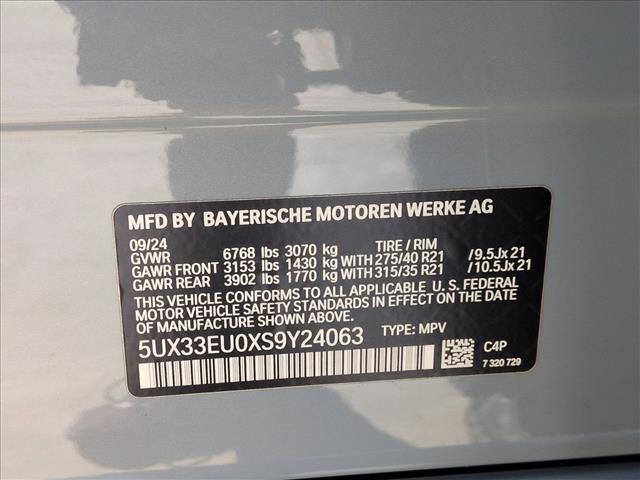 MFD BY BAYERISCHE MOTOREN WERKE AG
09/24
GVWR 6768 lbs 3070 kg TIRE / RIM
GAWR FRONT 3153 lbs 1430 kg WITH 275/40 R21 /9.5Jx21
GAWR REAR 3902 lbs 1770 kg WITH 315/35 R21 /10.5Jx21
THIS VEHICLE CONFORMS TO ALL APPLICABLE U. S. FEDERAL
MOTOR VEHICLE SAFETY STANDARDS IN EFFECT ON THE DATE OF
MANUFACTURE SHOWN ABOVE.
5UX33EU0XS9Y24063 TYPE: MPV
C4P
7 320 729